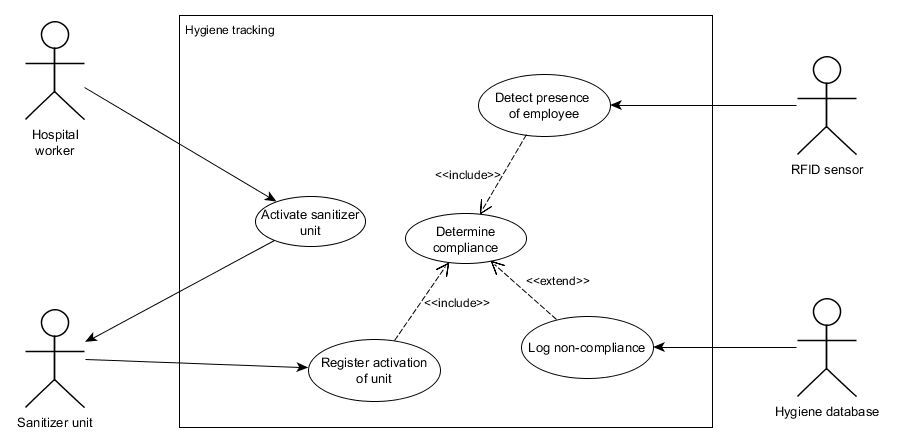 Hygiene tracking
Hospital
worker
Detect presence
of employee
RFID sensor
<<include>>
Activate sanitizer
unit
Determine
compliance
<<extend>>
<<include>>
Register activation
of unit
Log non-compliance
Sanitizer unit
Hygiene database